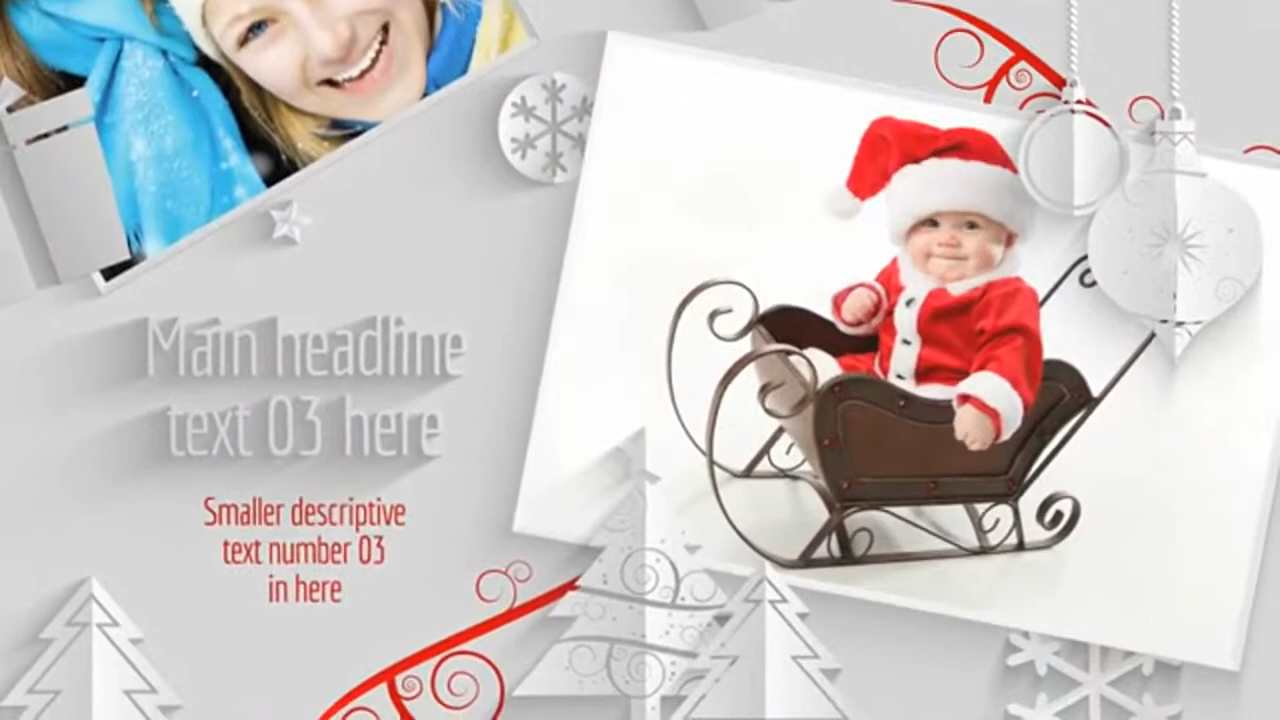 Main headline
text 03 here
Smaller descriptive
text number 03
in here